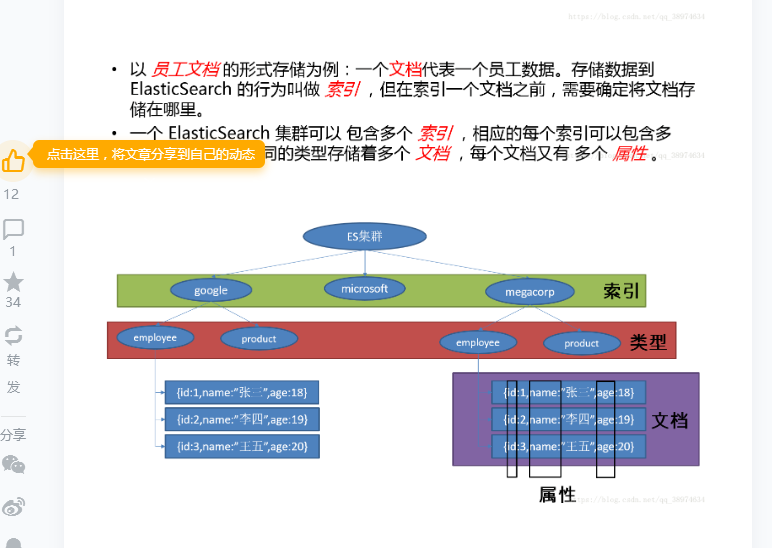 https://blog.csdn.net/qq_38974634
• 以 员工文档 的形式存储为例：一个文档代表一个员工数据。存储数据到
ElasticSearch 的行为叫做 索引 ，但在索引一个文档之前，需要确定将文档存
储在哪里。
• 一个 ElasticSearch 集群可以 包含多个 索引 ，相应的每个索引可以包含多
点击这里，将文章分享到自己的动态
同的类型存储着多个 文档 ，每个文档又有 多个 属性 。
12
1
34
转
发
分享
ES集群
google
microsoft
megacorp
索引
employee
product
employee
product
类型
{id:1,name:"张三",age:18}
{id:2,name:"李四",age:19}
{id:3,name:"王五",age:20}
{id:1,name:"张三",age:18}
{id:2,name:"李四",age:19}
{id:3,name:"王五",age:20}
文档
属性
https://blog.csdn.net/qq_38974634